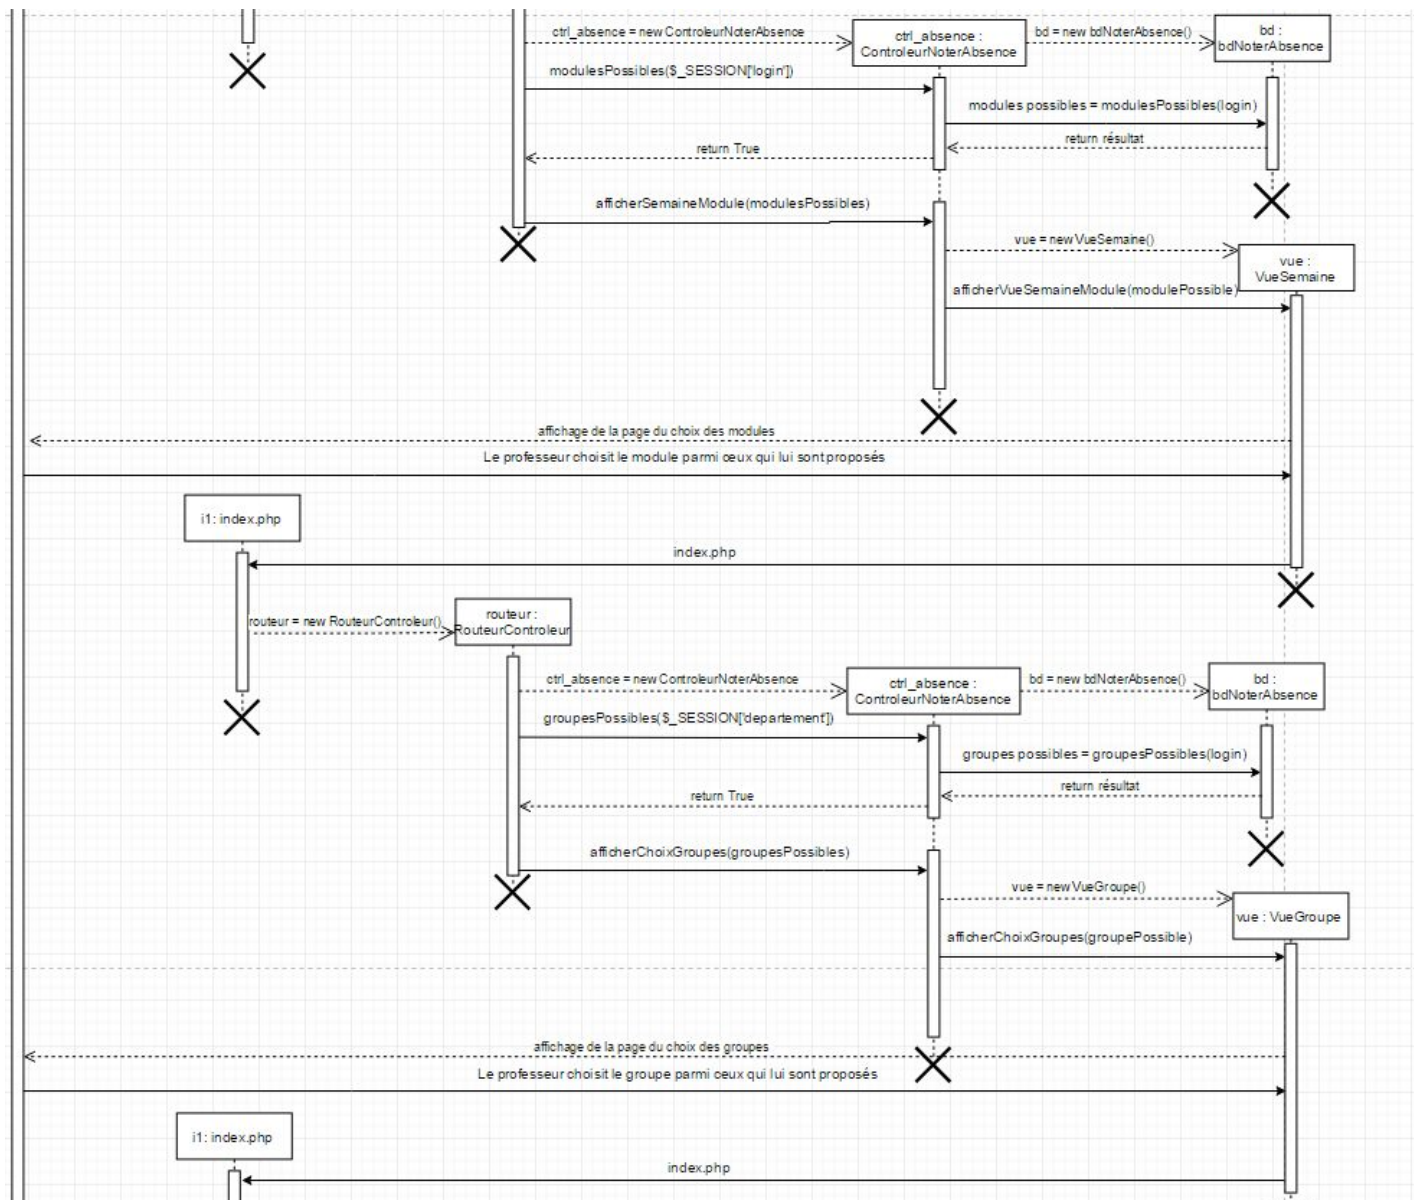 ctrl_absence = new ControleurNoterAbsence
ctrl_absence :
ControleurNoterAbsence
bd = new bdNoterAbsence()
bd :
bdNoterAbsence
modulesPossibles($_SESSION['login'])
modules possibles = modulesPossibles(login)
return résultat
return True
afficherSemaineModule(modulesPossibles)
vue = new VueSemaine()
vue :
VueSemaine
afficherVueSemaineModule(modulePossible)
affichage de la page du choix des modules
Le professeur choisit le module parmi ceux qui lui sont proposés
i1: index.php
index.php
routeur = new RouteurControleur()
routeur :
RouteurControleur
ctrl_absence = new ControleurNoterAbsence
ctrl_absence :
ControleurNoterAbsence
bd = new bdNoterAbsence()
bd :
bdNoterAbsence
groupesPossibles($_SESSION['departement'])
groupes possibles = groupesPossibles(login)
return résultat
return True
afficherChoixGroupes(groupesPossibles)
vue = new VueGroupe()
vue : VueGroupe
afficherChoixGroupes(groupePossible)
affichage de la page du choix des groupes
Le professeur choisit le groupe parmi ceux qui lui sont proposés
i1: index.php
index.php